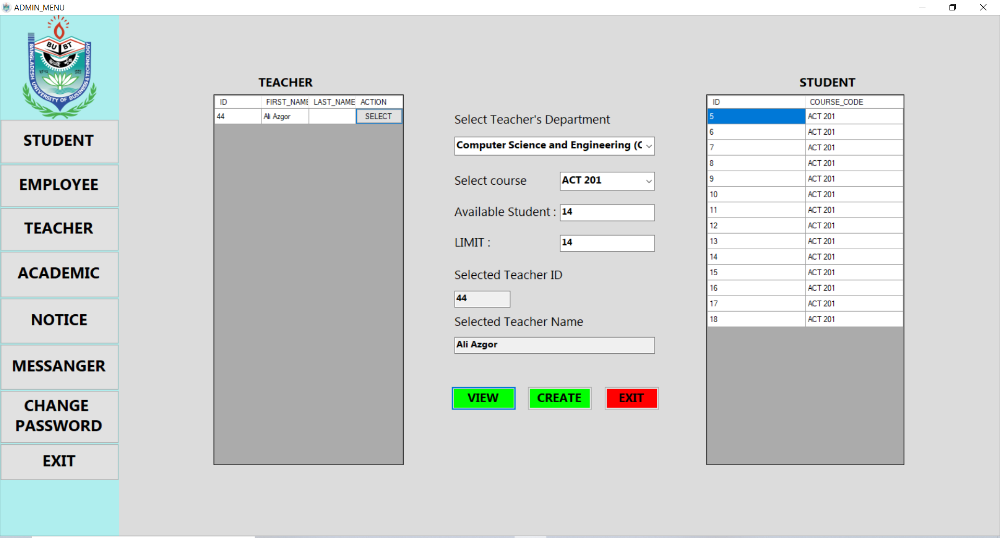 ADMIN_MENU
BU BT
জ্ঞানই শক্তি
BANGLADESH UNIVERSITY OF BUSINESS & TECHNOLOGY
STUDENT
EMPLOYEE
TEACHER
ACADEMIC
NOTICE
MESSANGER
CHANGE
PASSWORD
EXIT
TEACHER
ID FIRST_NAME LAST_NAME ACTION
44 Ali Azgor SELECT
Select Teacher's Department
Computer Science and Engineering (C
Select course ACT 201
Available Student : 14
LIMIT : 14
Selected Teacher ID
44
Selected Teacher Name
Ali Azgor
VIEW CREATE EXIT
STUDENT
ID COURSE_CODE
5 ACT 201
6 ACT 201
7 ACT 201
8 ACT 201
9 ACT 201
10 ACT 201
11 ACT 201
12 ACT 201
13 ACT 201
14 ACT 201
15 ACT 201
16 ACT 201
17 ACT 201
18 ACT 201